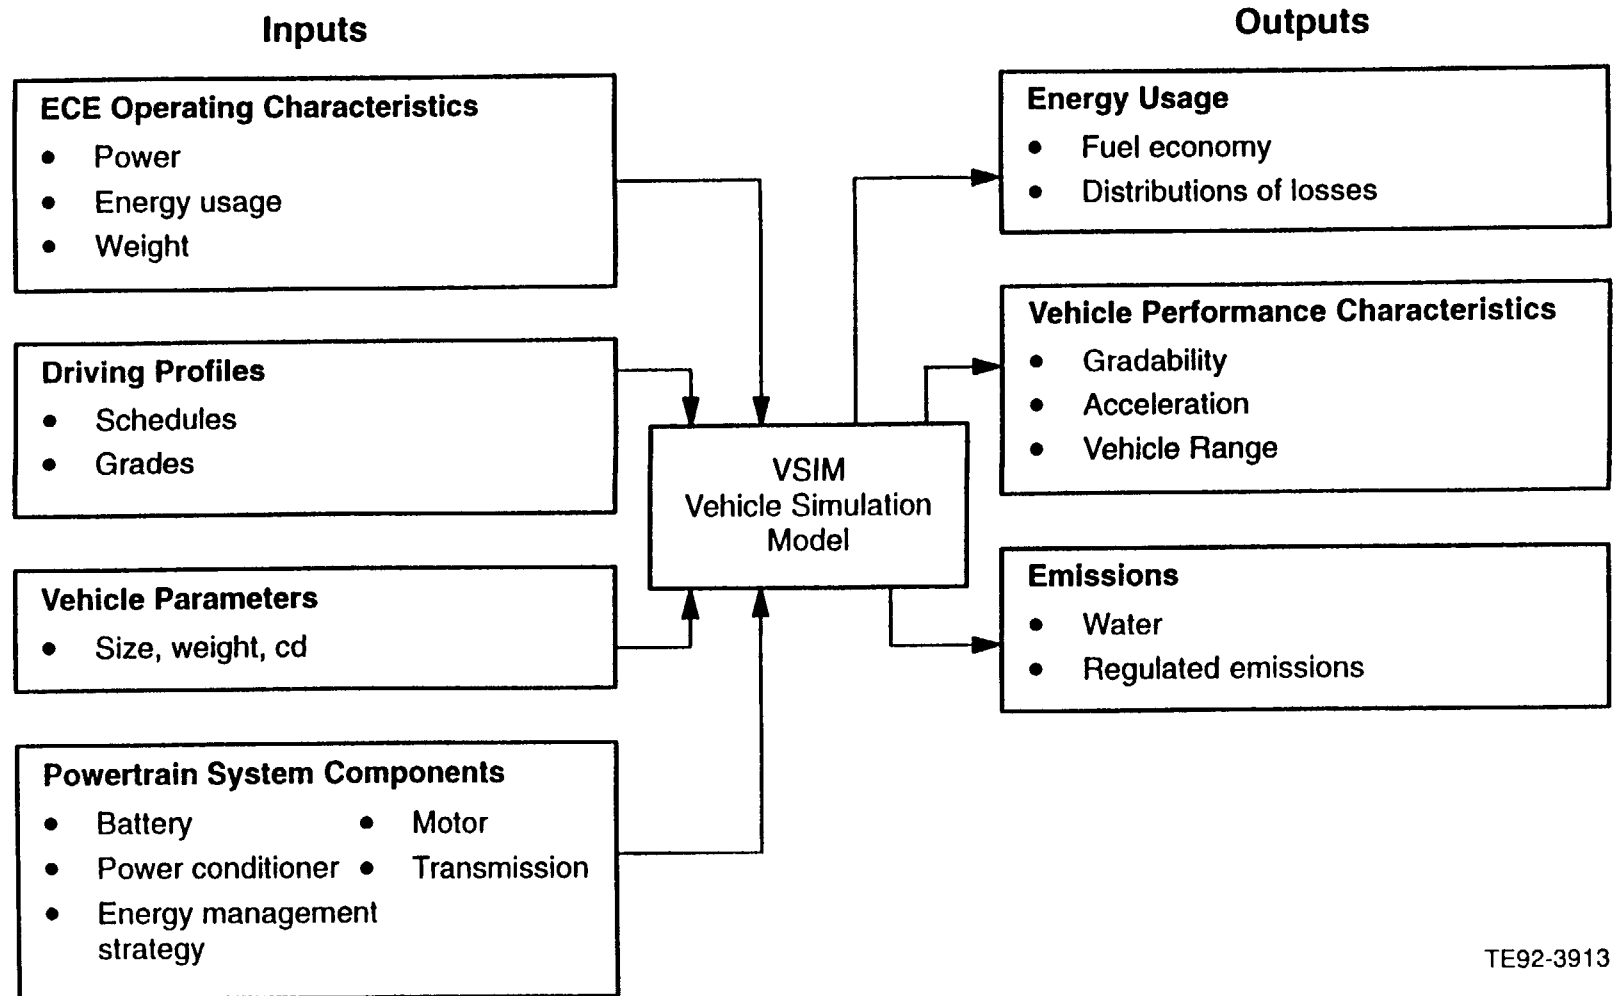 Inputs
ECE Operating Characteristics
• Power
• Energy usage
• Weight
Driving Profiles
• Schedules
• Grades
Vehicle Parameters
• Size, weight, cd
Powertrain System Components
• Battery
• Motor
• Power conditioner
• Transmission
• Energy management
strategy
VSIM
Vehicle Simulation
Model
Outputs
Energy Usage
• Fuel economy
• Distributions of losses
Vehicle Performance Characteristics
• Gradability
• Acceleration
• Vehicle Range
Emissions
• Water
• Regulated emissions
TE92-3913